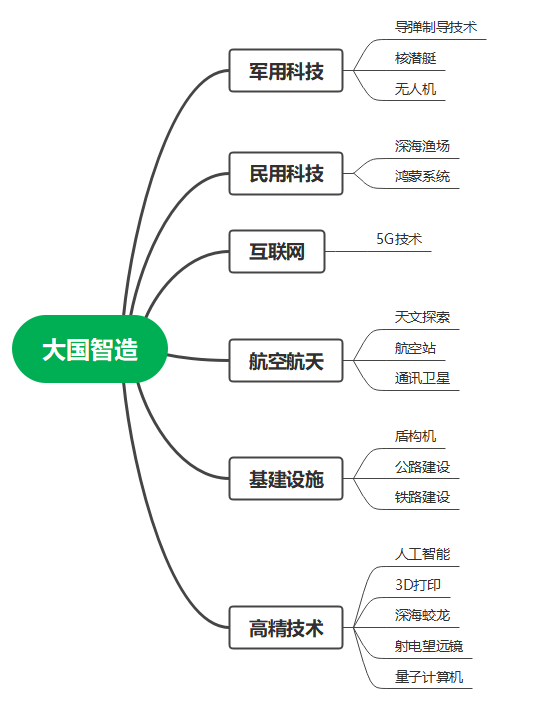 大国智造
军用科技
导弹制导技术
核潜艇
无人机
民用科技
深海渔场
鸿蒙系统
互联网
5G技术
航空航天
天文探索
航空站
通讯卫星
基建设施
盾构机
公路建设
铁路建设
高精技术
人工智能
3D打印
深海蛟龙
射电望远镜
量子计算机